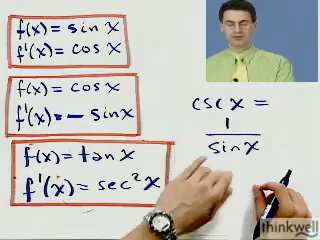 f(x) = sin x
f'(x) = cos x
f(x) = cos x
f'(x) = - sin x
f(x) = tan x
f'(x) = sec² x
csc x =
1
sin x
thinkwell